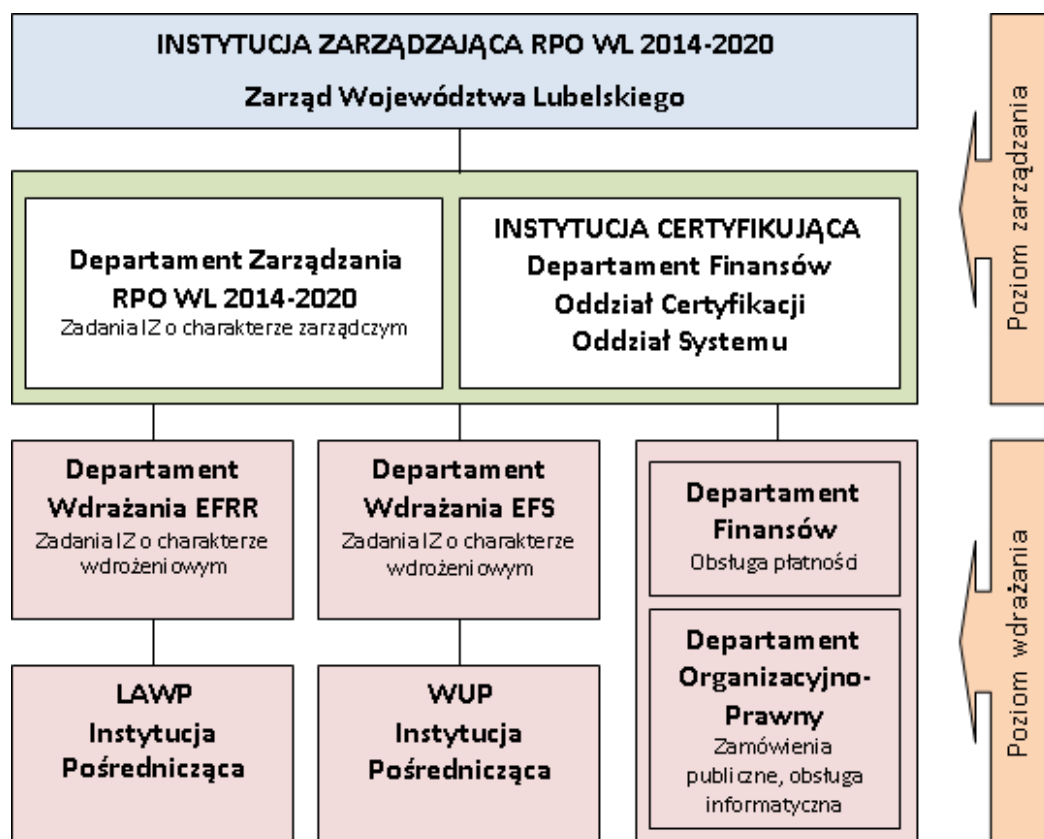 INSTYTUCJA ZARZĄDZAJĄCA RPO WL 2014-2020
Zarząd Województwa Lubelskiego
Departament Zarządzania
RPO WL 2014-2020
Zadania IZ o charakterze zarządczym
INSTYTUCJA CERTYFIKUJĄCA
Departament Finansów
Oddział Certyfikacji
Oddział Systemu
Poziom zarządzania
Departament
Wdrażania EFRR
Zadania IZ o charakterze
wdrożeniowym
Departament
Wdrażania EFS
Zadania IZ o charakterze
wdrożeniowym
Departament
Finansów
Obsługa płatności
Departament
Organizacyjno-
Prawny
Zamówienia
publiczne, obsługa
informatyczna
LAWP
Instytucja
Pośrednicząca
WUP
Instytucja
Pośrednicząca
Poziom wdrażania